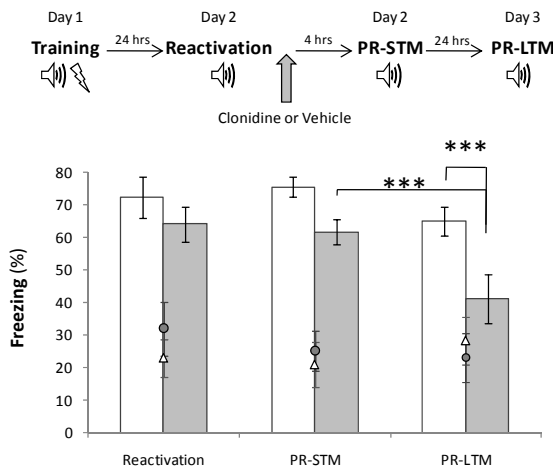 Day 1 Day 2 Day 2 Day 3
Training 24 hrs Reactivation 4 hrs PR-STM 24 hrs PR-LTM
Clonidine or Vehicle
***
***
80
70
60
50
40
30
20
10
0
Freezing (%)
Reactivation PR-STM PR-LTM